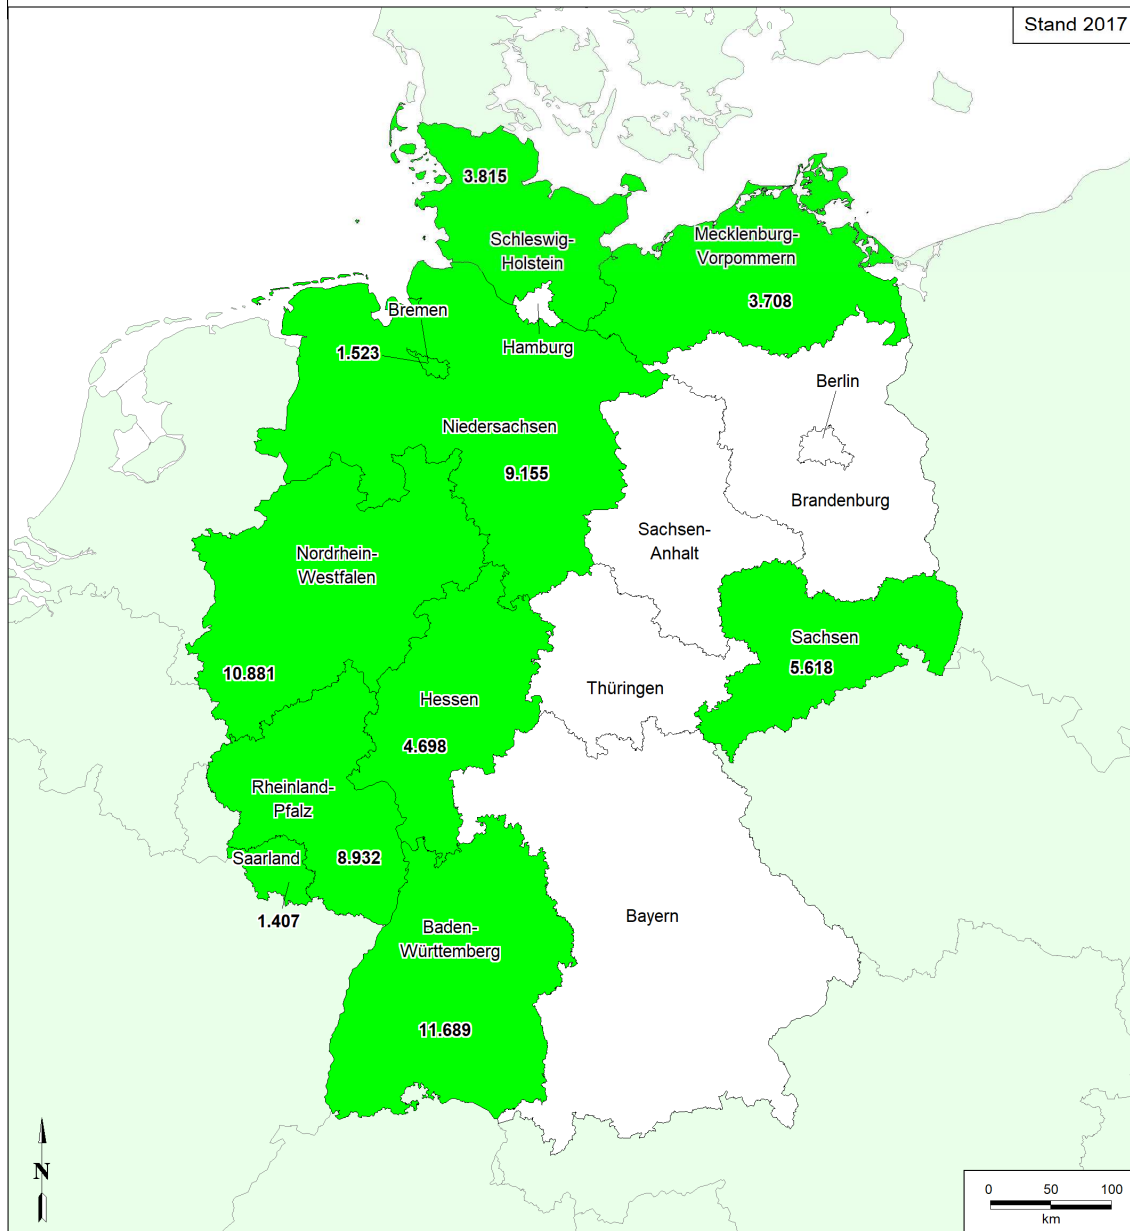 Stand 2017
3.815
Schleswig-
Holstein
Mecklenburg-
Vorpommern
3.708
Bremen
1.523
Hamburg
Berlin
Niedersachsen
9.155
Brandenburg
Sachsen-
Anhalt
Nordrhein-
Westfalen
10.881
Sachsen
5.618
Thüringen
Hessen
4.698
Rheinland-
Pfalz
8.932
Saarland
1.407
Bayern
Baden-
Württemberg
11.689
N
0 50 100
km